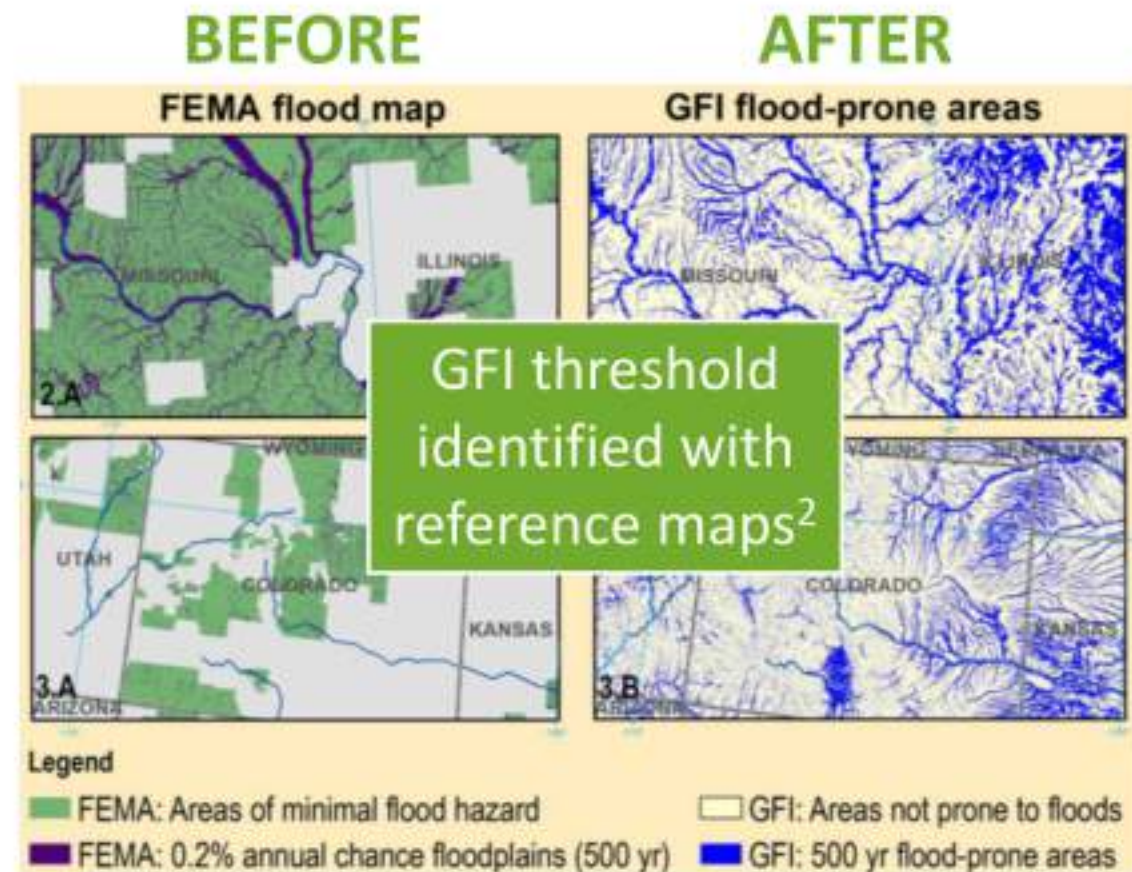 BEFORE
AFTER
FEMA flood map
GFI flood-prone areas
MISSOURI
ILLINOIS
2.A
MISSOURI
ILLINOIS
GFI threshold
identified with
reference maps²
WYOMING
UTAH
COLORADO
KANSAS
3.A
ARIZONA
WYOMING
NEBRASKA
COLORADO
KANSAS
3.B
ARIZONA
Legend
FEMA: Areas of minimal flood hazard
GFI: Areas not prone to floods
FEMA: 0.2% annual chance floodplains (500 yr)
GFI: 500 yr flood-prone areas